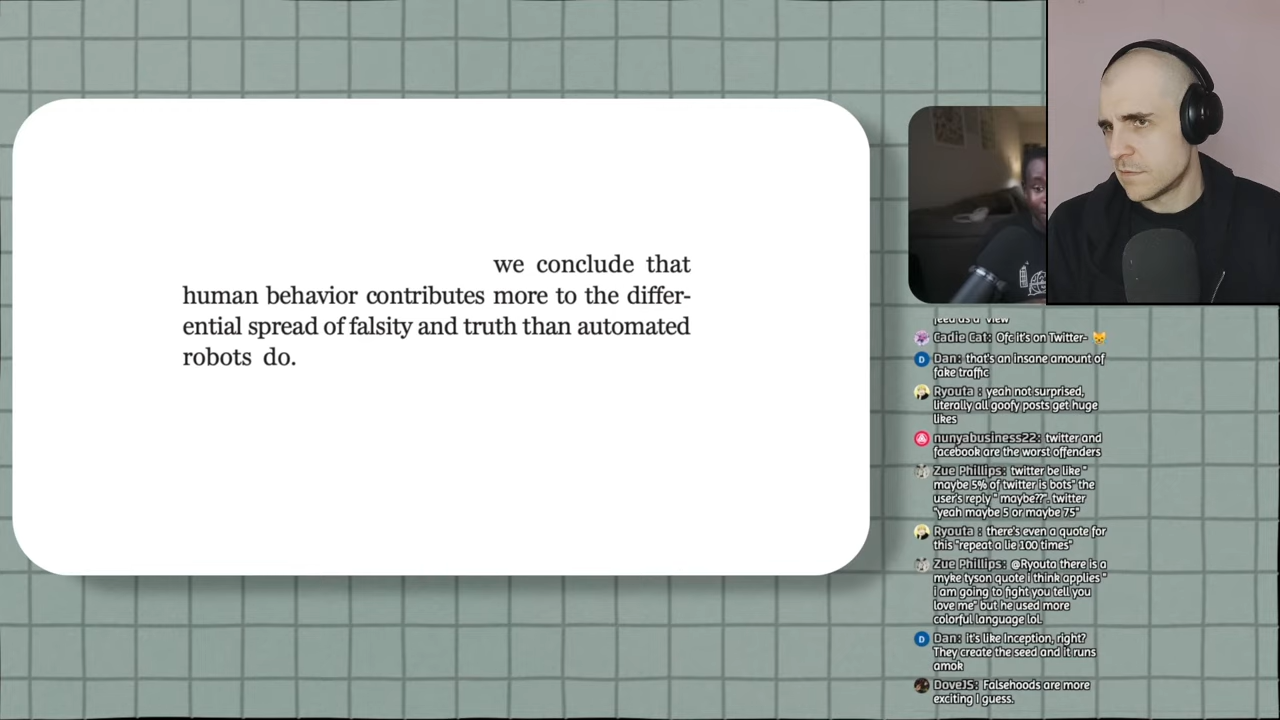 we conclude that
human behavior contributes more to the differ-
ential spread of falsity and truth than automated
robots do.
feed as a view
Cadie Cat: Ofc it's on Twitter- 😼
D Dan: that's an insane amount of
fake traffic
Ryouta : yeah not surprised,
literally all goofy posts get huge
likes
nunyabusiness22: twitter and
facebook are the worst offenders
Zue Phillips: twitter be like "
maybe 5% of twitter is bots" the
user's reply " maybe??". twitter
"yeah maybe 5 or maybe 75"
Ryouta : there's even a quote for
this "repeat a lie 100 times"
Zue Phillips: @Ryouta there is a
myke tyson quote i think applies "
i am going to fight you tell you
love me" but he used more
colorful language lol.
D Dan: it's like Inception, right?
They create the seed and it runs
amok
DoveJS: Falsehoods are more
exciting I guess.